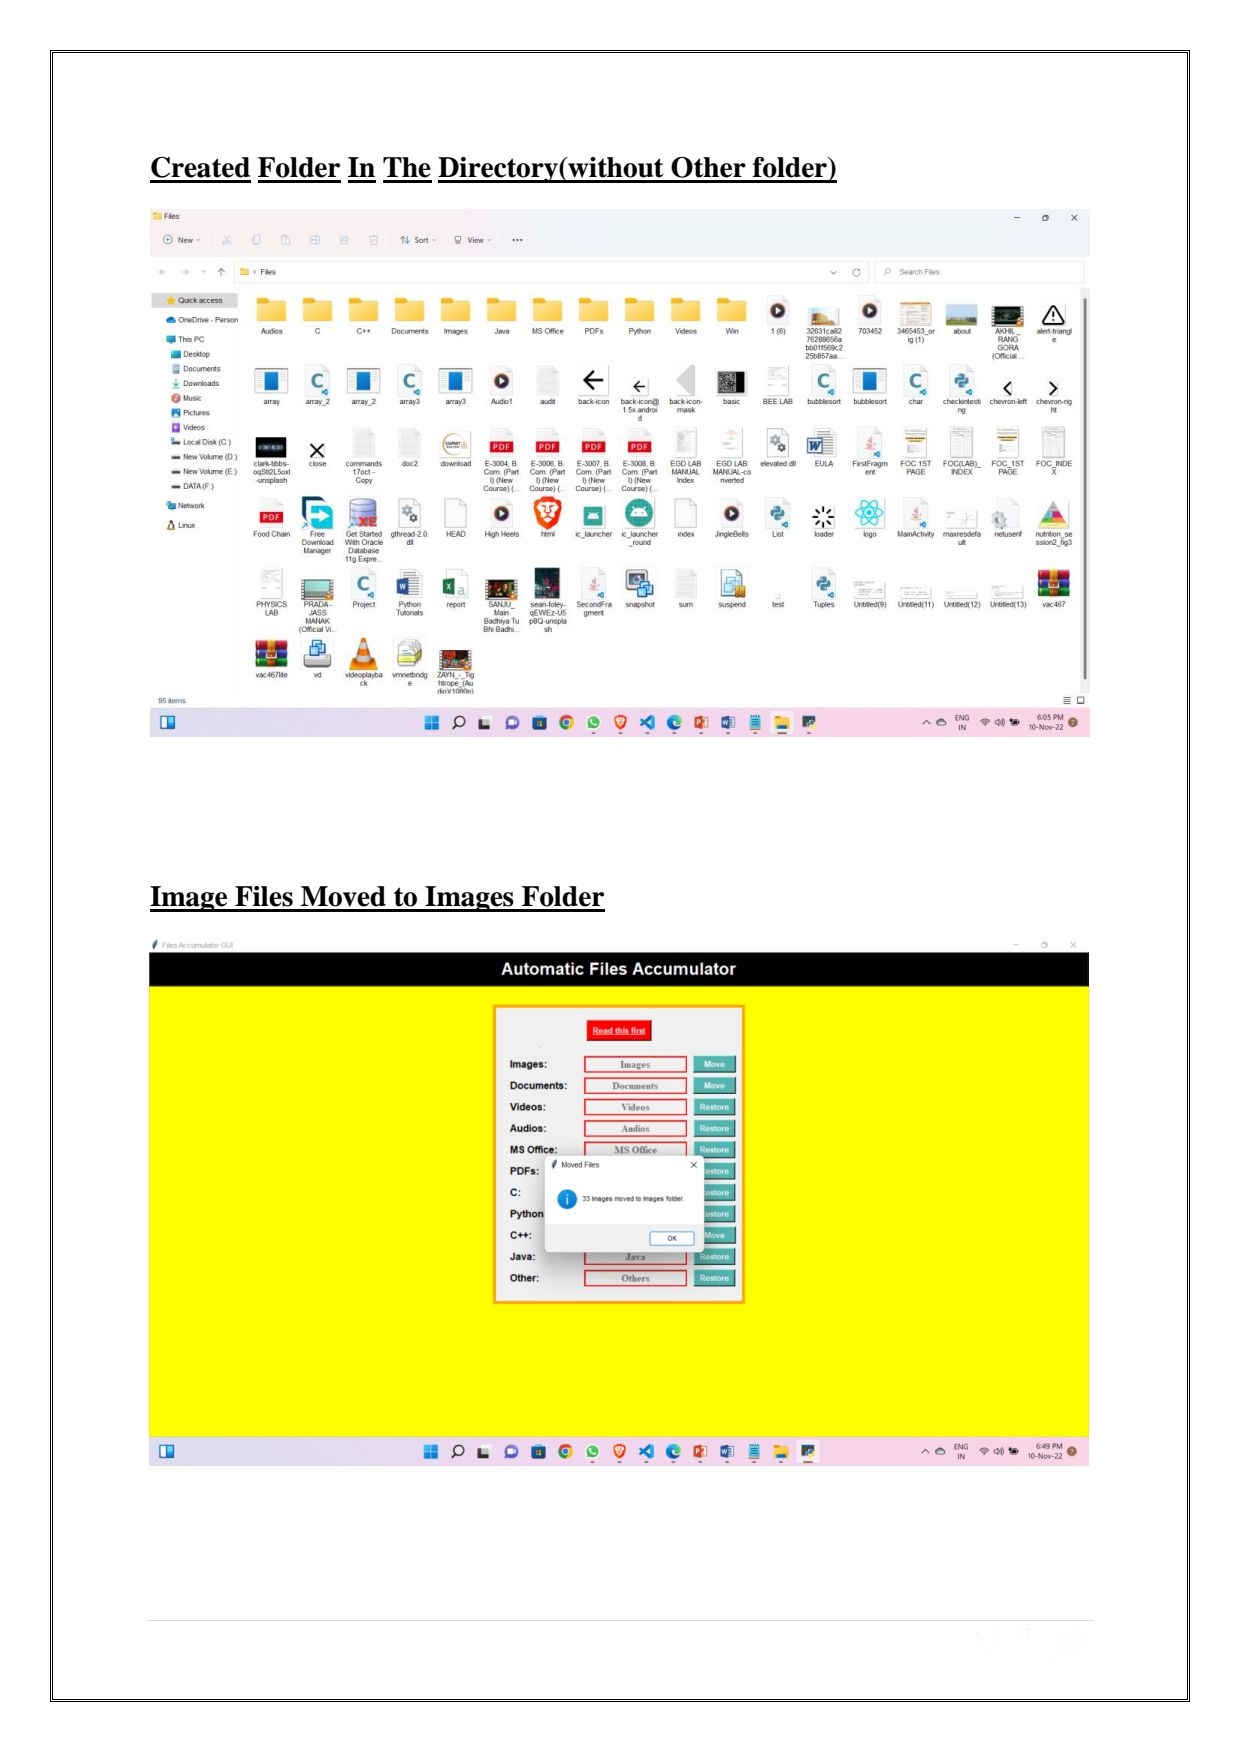 Created Folder In The Directory(without Other folder)
Files
New Sort View ...
Files Search Files
Quick access
OneDrive - Person
This PC
Desktop
Documents
Downloads
Music
Pictures
Videos
Local Disk (C:)
New Volume (D:)
New Volume (E:)
DATA (F:)
Network
Linux
Audios C C++ Documents Images Java MS Office PDFs Python Videos Win 1 (6) 32631ca82 703452 3465453_or about AKHIL_ alert-triangl
76288656a ig (1) RANG e
bb01f569c2 GORA
25b857aa... (Official ...
array array_2 array_2 array3 array3 Audio1 audit back-icon back-icon@ back-icon- basic BEE LAB bubblesort bubblesort char checkintesti chevron-left chevron-rig
1.5x.androi mask ng ht
d
clark-tibbs- close commands doc2 download E-3004, B. E-3006, B. E-3007, B. E-3008, B. EGD LAB EGD LAB elevated.dll EULA FirstFragm FOC 1ST FOC(LAB)_ FOC_1ST FOC_INDE
oqS82L5oxI 17oct - Com. (Part Com. (Part Com. (Part Com. (Part MANUAL MANUAL-co ent PAGE INDEX PAGE X
-unsplash Copy I) (New I) (New I) (New I) (New Index nverted
Course) (... Course) (... Course) (... Course) (...
Food Chain Free Get Started gthread-2.0. HEAD High Heels html ic_launcher ic_launcher index JingleBells List loader logo MainActivity maxresdefa netuserif nutrition_se
Download With Oracle dll _round ult ssion2_fig3
Manager Database
11g Expre...
PHYSICS PRADA - Project Python report SANJU_ sean-foley- SecondFra snapshot sum suspend test Tuples Untitled(9) Untitled(11) Untitled(12) Untitled(13) vac467
LAB JASS Tutorials Main qEWEz-U5 gment
MANAK Badhiya Tu p8Q-unspla
(Official Vi... Bhi Badhi... sh
vac467lite vd videoplayba vmnetbridg ZAYN_-_Tig
ck e htrope_(Au
dio)(1080p)
95 items
ENG 6:05 PM
IN 10-Nov-22
Image Files Moved to Images Folder
Files Accumulator GUI
Automatic Files Accumulator
Read this first
Images: Images Move
Documents: Documents Move
Videos: Videos Restore
Audios: Audios Restore
MS Office: MS Office Restore
Moved Files
PDFs: estore
33 Images moved to Images folder.
C: estore
Python estore
C++: OK Move
Java: Java Restore
Other: Others Restore
ENG 6:49 PM
IN 10-Nov-22